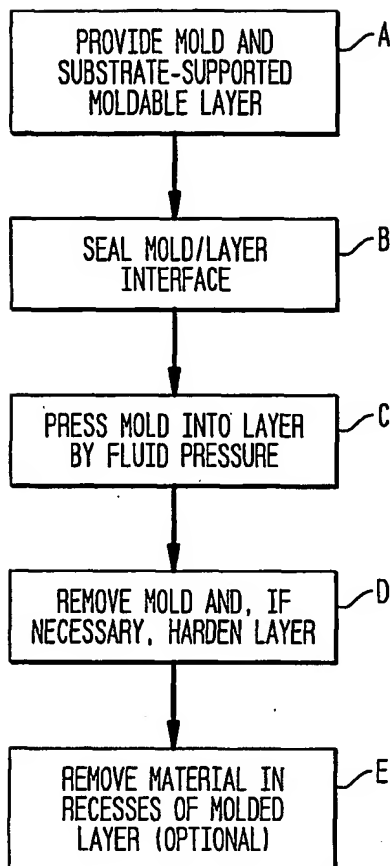 PROVIDE MOLD AND
SUBSTRATE-SUPPORTED
MOLDABLE LAYER
A
SEAL MOLD/LAYER
INTERFACE
B
PRESS MOLD INTO LAYER
BY FLUID PRESSURE
C
REMOVE MOLD AND, IF
NECESSARY, HARDEN LAYER
D
REMOVE MATERIAL IN
RECESSES OF MOLDED
LAYER (OPTIONAL)
E